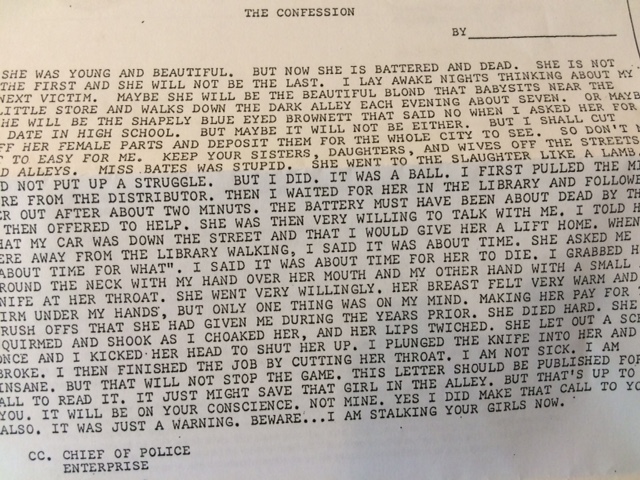 THE CONFESSION
BY
SHE WAS YOUNG AND BEAUTIFUL. BUT NOW SHE IS BATTERED AND DEAD. SHE IS NOT
THE FIRST AND SHE WILL NOT BE THE LAST. I LAY AWAKE NIGHTS THINKING ABOUT MY
NEXT VICTIM. MAYBE SHE WILL BE THE BEAUTIFUL BLOND THAT BABYSITS NEAR THE
LITTLE STORE AND WALKS DOWN THE DARK ALLEY EACH EVENING ABOUT SEVEN. OR MAYB
HE WILL BE THE SHAPELY BLUE EYED BROWNETT THAT SAID NO WHEN I ASKED HER FOR
DATE IN HIGH SCHOOL. BUT MAYBE IT WILL NOT BE EITHER. BUT I SHALL CUT
FF HER FEMALE PARTS AND DEPOSIT THEM FOR THE WHOLE CITY TO SEE. SO DON'T
T TO EASY FOR ME. KEEP YOUR SISTERS, DAUGHTERS, AND WIVES OFF THE STREETS
D ALLEYS. MISS BATES WAS STUPID. SHE WENT TO THE SLAUGHTER LIKE A LAMB.
D NOT PUT UP A STRUGGLE. BUT I DID. IT WAS A BALL. I FIRST PULLED THE MI
RE FROM THE DISTRIBUTOR. THEN I WAITED FOR HER IN THE LIBRARY AND FOLLOWE
ER OUT AFTER ABOUT TWO MINUTS. THE BATTERY MUST HAVE BEEN ABOUT DEAD BY TH
THEN OFFERED TO HELP. SHE WAS THEN VERY WILLING TO TALK WITH ME. I TOLD H
HAT MY CAR WAS DOWN THE STREET AND THAT I WOULD GIVE HER A LIFT HOME. WHEN
ERE AWAY FROM THE LIBRARY WALKING, I SAID IT WAS ABOUT TIME. SHE ASKED ME
ABOUT TIME FOR WHAT". I SAID IT WAS ABOUT TIME FOR HER TO DIE. I GRABBED H
ROUND THE NECK WITH MY HAND OVER HER MOUTH AND MY OTHER HAND WITH A SMALL
NIFE AT HER THROAT. SHE WENT VERY WILLINGLY. HER BREAST FELT VERY WARM AND
IRM UNDER MY HANDS, BUT ONLY ONE THING WAS ON MY MIND. MAKING HER PAY FOR
RUSH OFFS THAT SHE HAD GIVEN ME DURING THE YEARS PRIOR. SHE DIED HARD. SHE
QUIRMED AND SHOOK AS I CHOAKED HER, AND HER LIPS TWICHED. SHE LET OUT A SC
ONCE AND I KICKED HER HEAD TO SHUT HER UP. I PLUNGED THE KNIFE INTO HER AND
BROKE. I THEN FINISHED THE JOB BY CUTTING HER THROAT. I AM NOT SICK. I AM
INSANE. BUT THAT WILL NOT STOP THE GAME. THIS LETTER SHOULD BE PUBLISHED FOR
ALL TO READ IT. IT JUST MIGHT SAVE THAT GIRL IN THE ALLEY. BUT THAT'S UP TO
YOU. IT WILL BE ON YOUR CONSCIENCE. NOT MINE. YES I DID MAKE THAT CALL TO YO
ALSO. IT WAS JUST A WARNING. BEWARE...I AM STALKING YOUR GIRLS NOW.
CC. CHIEF OF POLICE
ENTERPRISE